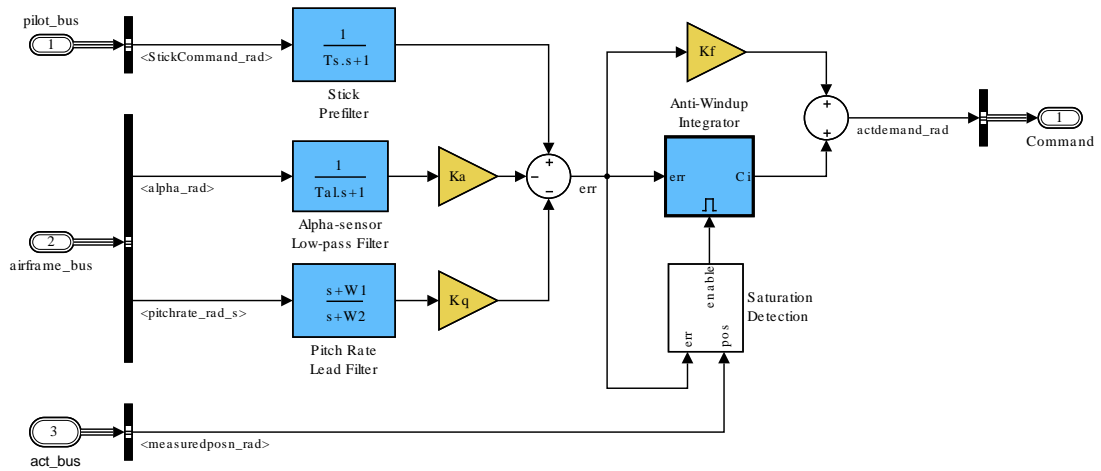 pilot_bus
1
<StickCommand_rad>
1
Ts.s+1
Stick
Prefilter
Kf
+
+
actdemand_rad
1
Command
Anti-Windup
Integrator
err
Ci
<alpha_rad>
1
Tal.s+1
Alpha-sensor
Low-pass Filter
Ka
+
−
−
err
2
airframe_bus
<pitchrate_rad_s>
s+W1
s+W2
Pitch Rate
Lead Filter
Kq
enable
err
pos
Saturation
Detection
3
act_bus
<measuredposn_rad>